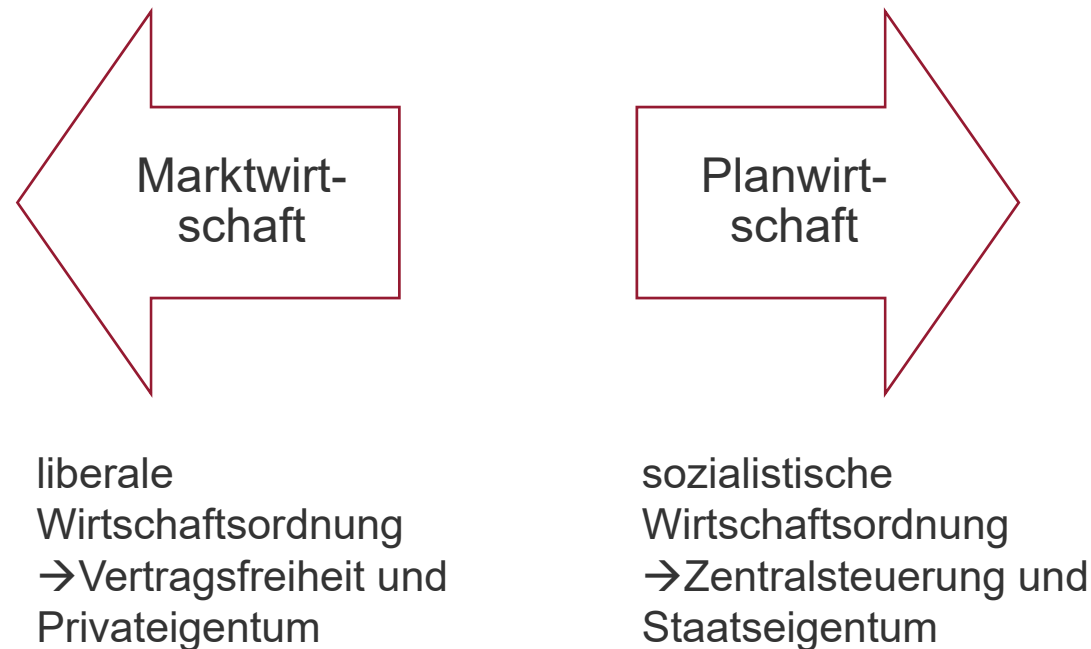 Marktwirt-
schaft
Planwirt-
schaft
liberale
Wirtschaftsordnung
→Vertragsfreiheit und
Privateigentum
sozialistische
Wirtschaftsordnung
→Zentralsteuerung und
Staatseigentum